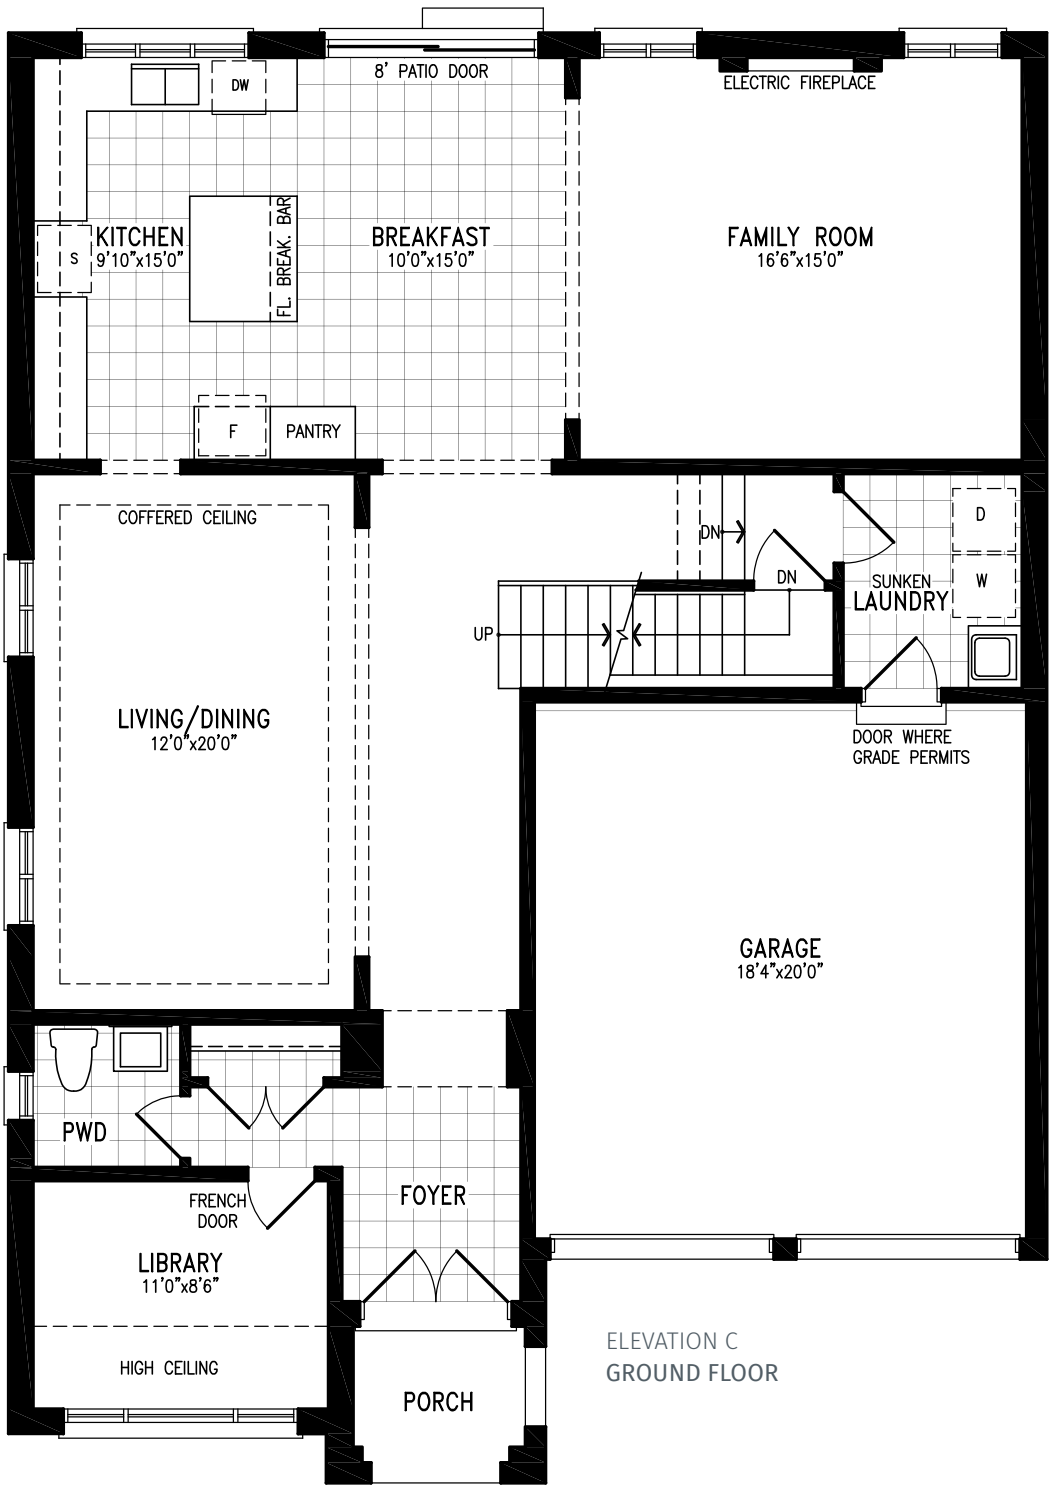 8' PATIO DOOR
DW
ELECTRIC FIREPLACE
FL. BREAK. BAR
KITCHEN
9'10"x15'0"
S
BREAKFAST
10'0"x15'0"
FAMILY ROOM
16'6"x15'0"
F
PANTRY
COFFERED CEILING
DN
D
DN
SUNKEN
LAUNDRY
W
UP
LIVING/DINING
12'0"x20'0"
DOOR WHERE
GRADE PERMITS
GARAGE
18'4"x20'0"
PWD
FOYER
FRENCH
DOOR
LIBRARY
11'0"x8'6"
HIGH CEILING
PORCH
ELEVATION C
GROUND FLOOR